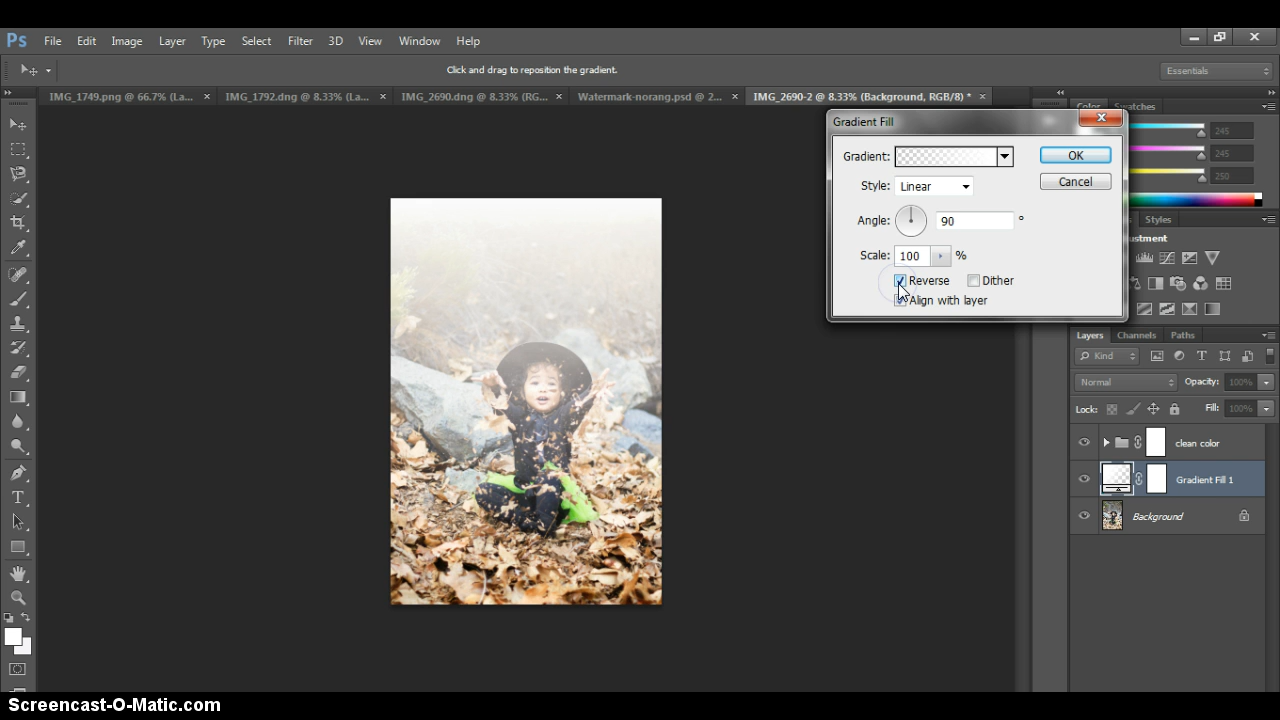 Ps File Edit Image Layer Type Select Filter 3D View Window Help
Click and drag to reposition the gradient.
Essentials
IMG_1749.png @ 66.7% (La...
IMG_1792.dng @ 8.33% (La...
IMG_2690.dng @ 8.33% (RG...
Watermark-norang.psd @ 2...
IMG_2690-2 @ 8.33% (Background, RGB/8) *
Color Swatches
245
245
250
Gradient Fill
Gradient:
OK
Style: Linear
Cancel
Angle: 90 °
Scale: 100 %
Reverse Dither
Align with layer
Styles
ustment
Layers Channels Paths
Kind
Normal Opacity: 100%
Lock: Fill: 100%
clean color
Gradient Fill 1
Background
T
Screencast-O-Matic.com